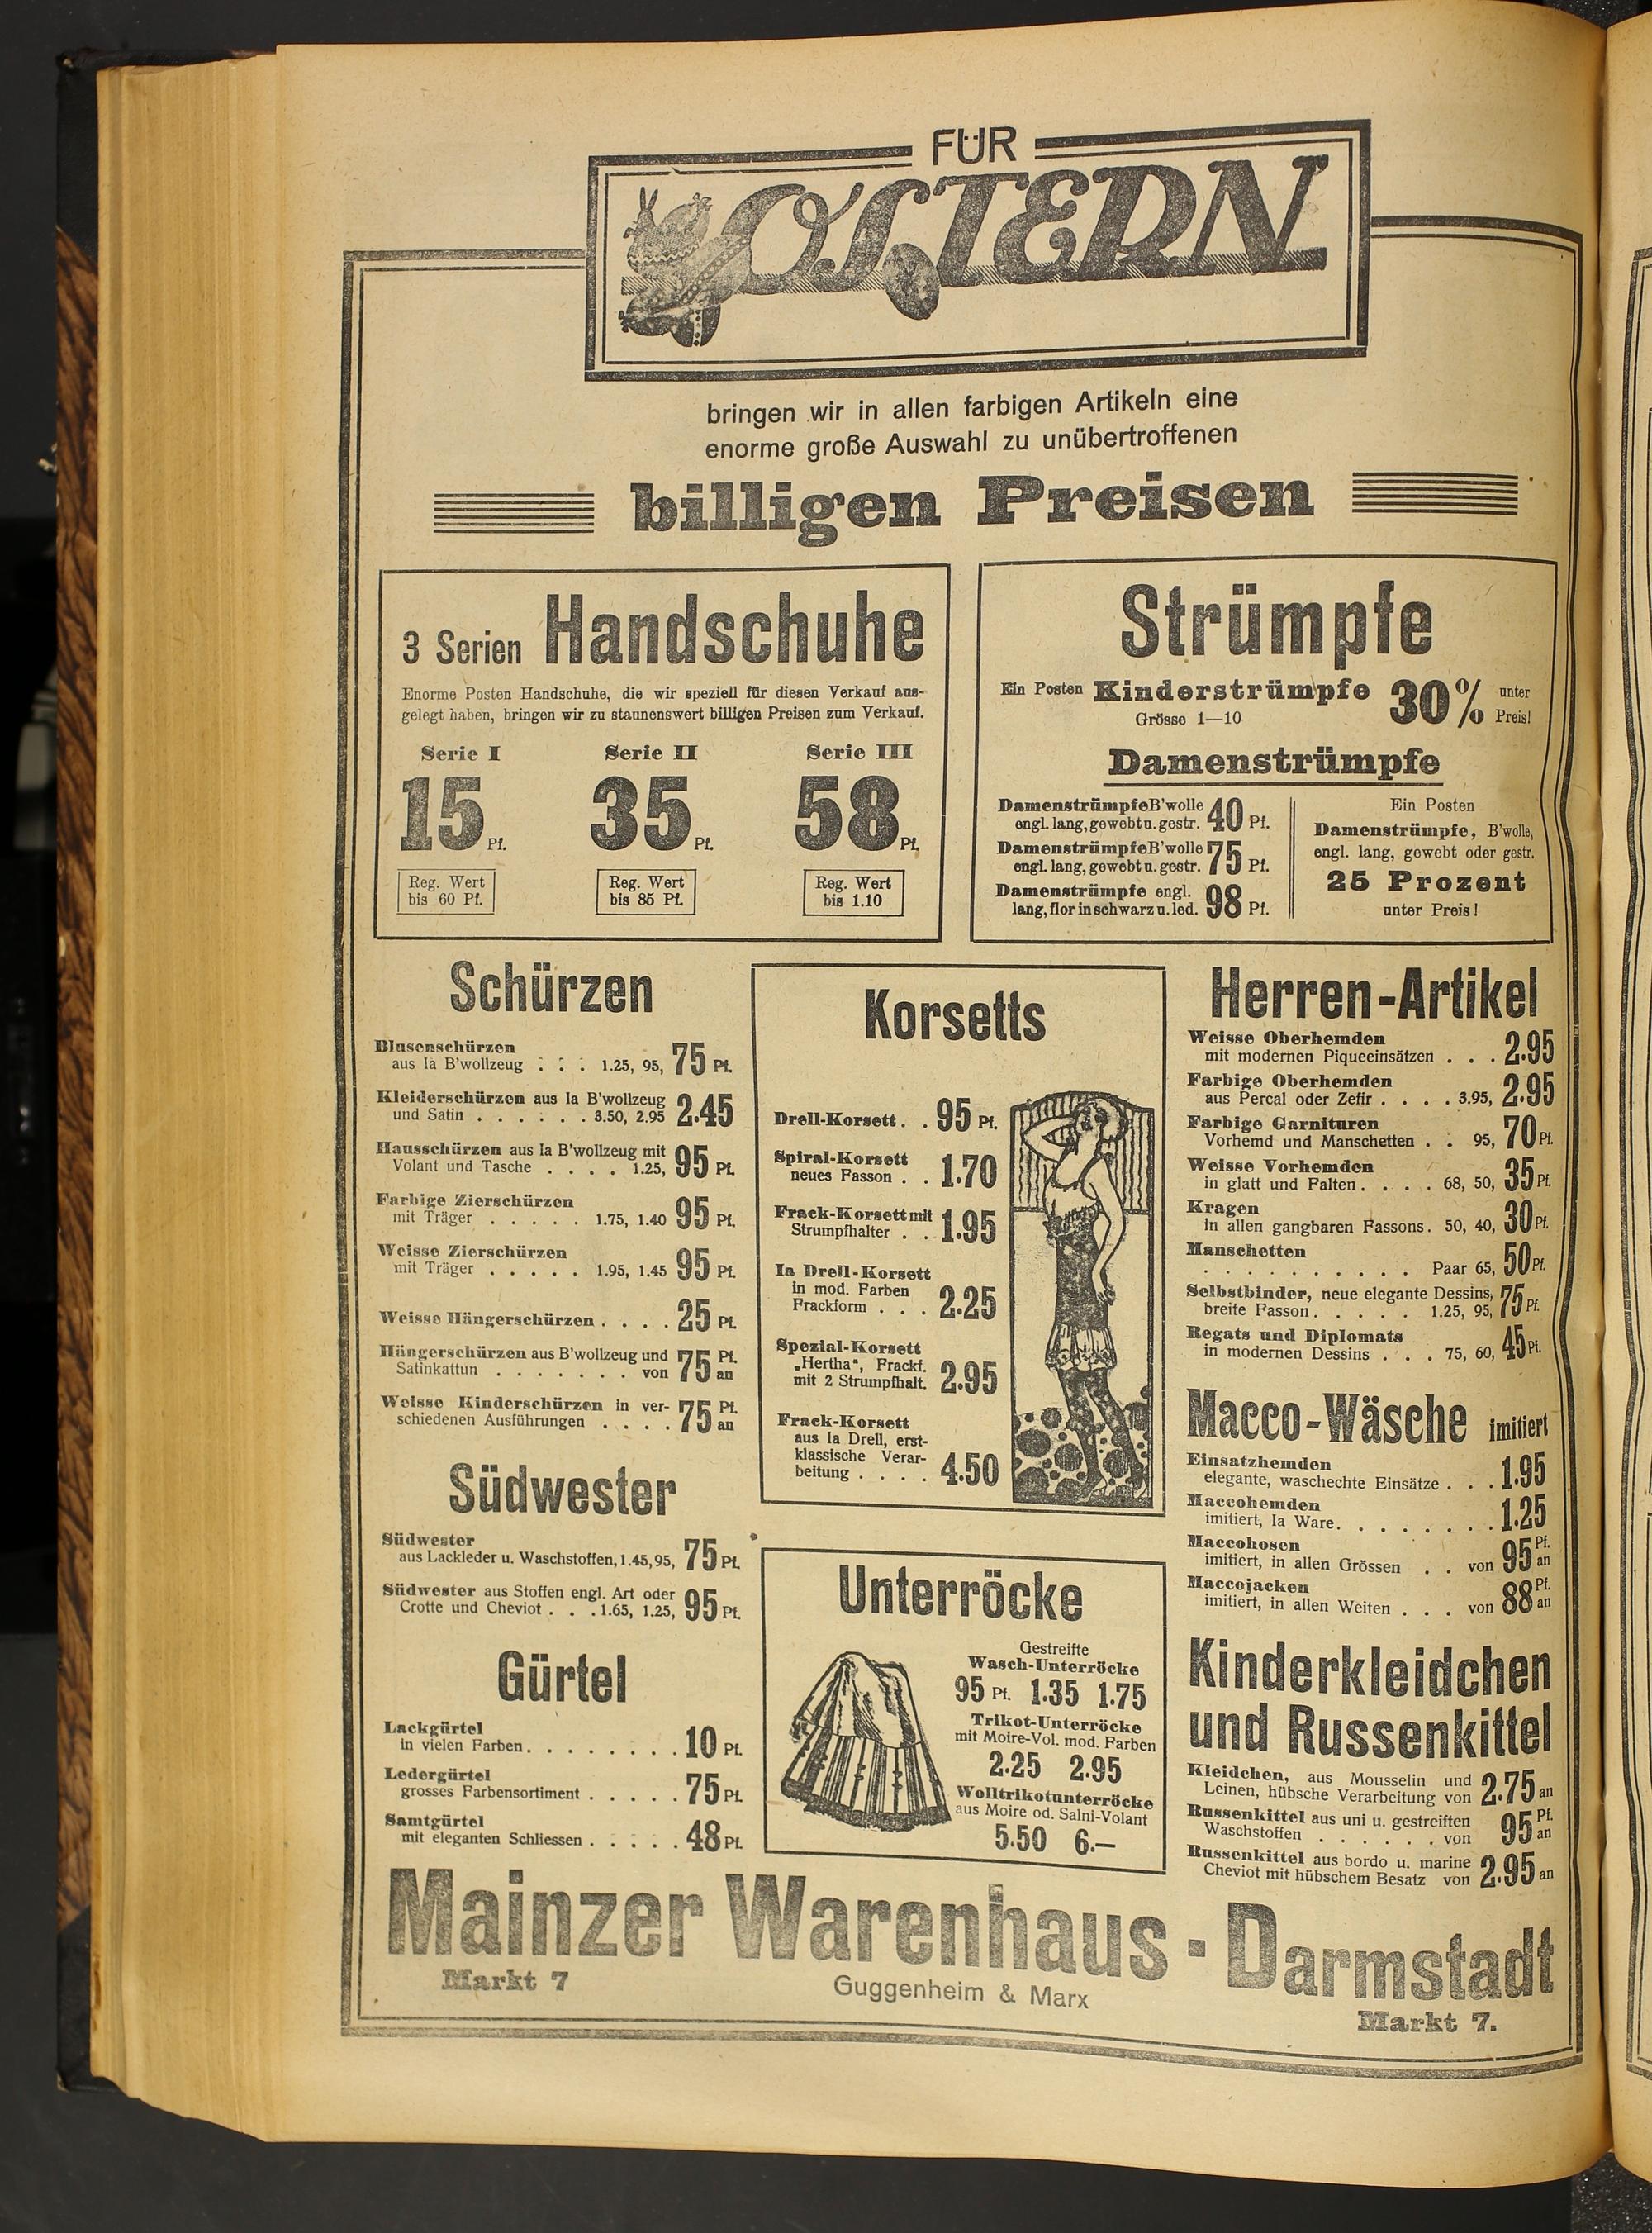 FÜR
OSTERN
bringen wir in allen farbigen Artikeln eine
enorme große Auswahl zu unübertroffenen
billigen Preisen
3 Serien Handschuhe
Enorme Posten Handschuhe, die wir speziell für diesen Verkauf aus-
gelegt haben, bringen wir zu staunenswert billigen Preisen zum Verkauf.
Serie I Serie II Serie III
15 Pf. 35 Pf. 58 Pf.
Reg. Wert Reg. Wert Reg. Wert
bis 60 Pf. bis 85 Pf. bis 1.10
Strümpfe
Ein Posten Kinderstrümpfe 30% unter
Grösse 1—10 Preis!
Damenstrümpfe
Damenstrümpfe B'wolle
engl. lang, gewebt u. gestr. 40 Pf.
Damenstrümpfe B'wolle
engl. lang, gewebt u. gestr. 75 Pf.
Damenstrümpfe engl.
lang, flor in schwarz u. led. 98 Pf.
Ein Posten
Damenstrümpfe, B'wolle,
engl. lang, gewebt oder gestr.
25 Prozent
unter Preis!
Schürzen
Blusenschürzen
aus Ia B'wollzeug . . . 1.25, 95, 75 Pf.
Kleiderschürzen aus Ia B'wollzeug
und Satin . . . . . . 3.50, 2.95 2.45
Hausschürzen aus Ia B'wollzeug mit
Volant und Tasche . . . . 1.25, 95 Pf.
Farbige Zierschürzen
mit Träger . . . . . 1.75, 1.40 95 Pf.
Weisse Zierschürzen
mit Träger . . . . . 1.95, 1.45 95 Pf.
Weisse Hängerschürzen . . . . 25 Pf.
Hängerschürzen aus B'wollzeug und
Satinkattun . . . . . . . von 75 Pf. an
Weisse Kinderschürzen in ver-
schiedenen Ausführungen . . . . 75 Pf. an
Südwester
Südwester
aus Lackleder u. Waschstoffen, 1.45, 95, 75 Pf.
Südwester aus Stoffen engl. Art oder
Crotte und Cheviot . . . 1.65, 1.25, 95 Pf.
Gürtel
Lackgürtel
in vielen Farben . . . . . . . . 10 Pf.
Ledergürtel
grosses Farbensortiment . . . . . 75 Pf.
Samtgürtel
mit eleganten Schliessen . . . . . 48 Pf.
Korsetts
Drell-Korsett . . 95 Pf.
Spiral-Korsett
neues Fasson . . 1.70
Frack-Korsett mit
Strumpfhalter . . 1.95
Ia Drell-Korsett
in mod. Farben
Frackform . . . 2.25
Spezial-Korsett
„Hertha“, Frackf.
mit 2 Strumpfhalt. 2.95
Frack-Korsett
aus Ia Drell, erst-
klassische Verar-
beitung . . . . 4.50
Unterröcke
Gestreifte
Wasch-Unterröcke
95 Pf. 1.35 1.75
Trikot-Unterröcke
mit Moire-Vol. mod. Farben
2.25 2.95
Wolltrikotunterröcke
aus Moire od. Salni-Volant
5.50 6.—
Herren-Artikel
Weisse Oberhemden
mit modernen Piqueeinsätzen . . . 2.95
Farbige Oberhemden
aus Percal oder Zefir . . . . 3.95, 2.95
Farbige Garnituren
Vorhemd und Manschetten . . 95, 70 Pf.
Weisse Vorhemden
in glatt und Falten . . . . 68, 50, 35 Pf.
Kragen
in allen gangbaren Fassons . 50, 40, 30 Pf.
Manschetten
. . . . . . . . . . Paar 65, 50 Pf.
Selbstbinder, neue elegante Dessins,
breite Fasson . . . . . 1.25, 95, 75 Pf.
Regats und Diplomats
in modernen Dessins . . . 75, 60, 45 Pf.
Macco-Wäsche imitiert
Einsatzhemden
elegante, waschechte Einsätze . . . 1.95
Maccohemden
imitiert, Ia Ware . . . . . . . . 1.25
Maccohosen
imitiert, in allen Grössen . . von 95 Pf. an
Maccojacken
imitiert, in allen Weiten . . . von 88 Pf. an
Kinderkleidchen
und Russenkittel
Kleidchen, aus Mousselin und
Leinen, hübsche Verarbeitung von 2.75 an
Russenkittel aus uni u. gestreiften
Waschstoffen . . . . . . von 95 Pf. an
Russenkittel aus bordo u. marine
Cheviot mit hübschem Besatz von 2.95 an
Mainzer Warenhaus - Darmstadt
Markt 7 Guggenheim & Marx Markt 7.